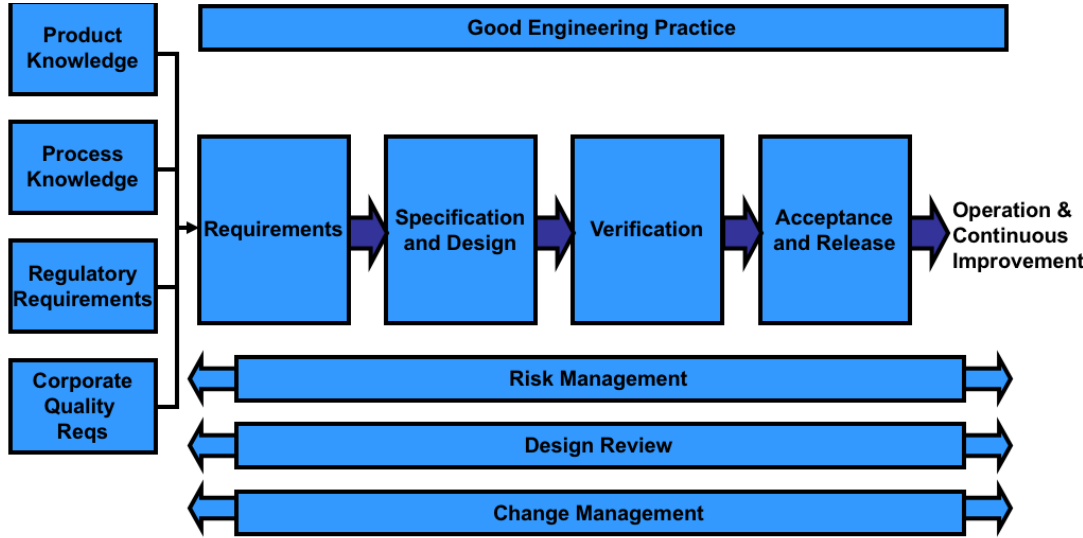 Product
Knowledge
Process
Knowledge
Regulatory
Requirements
Corporate
Quality
Reqs
Good Engineering Practice
Requirements
Specification
and Design
Verification
Acceptance
and Release
Operation &
Continuous
Improvement
Risk Management
Design Review
Change Management